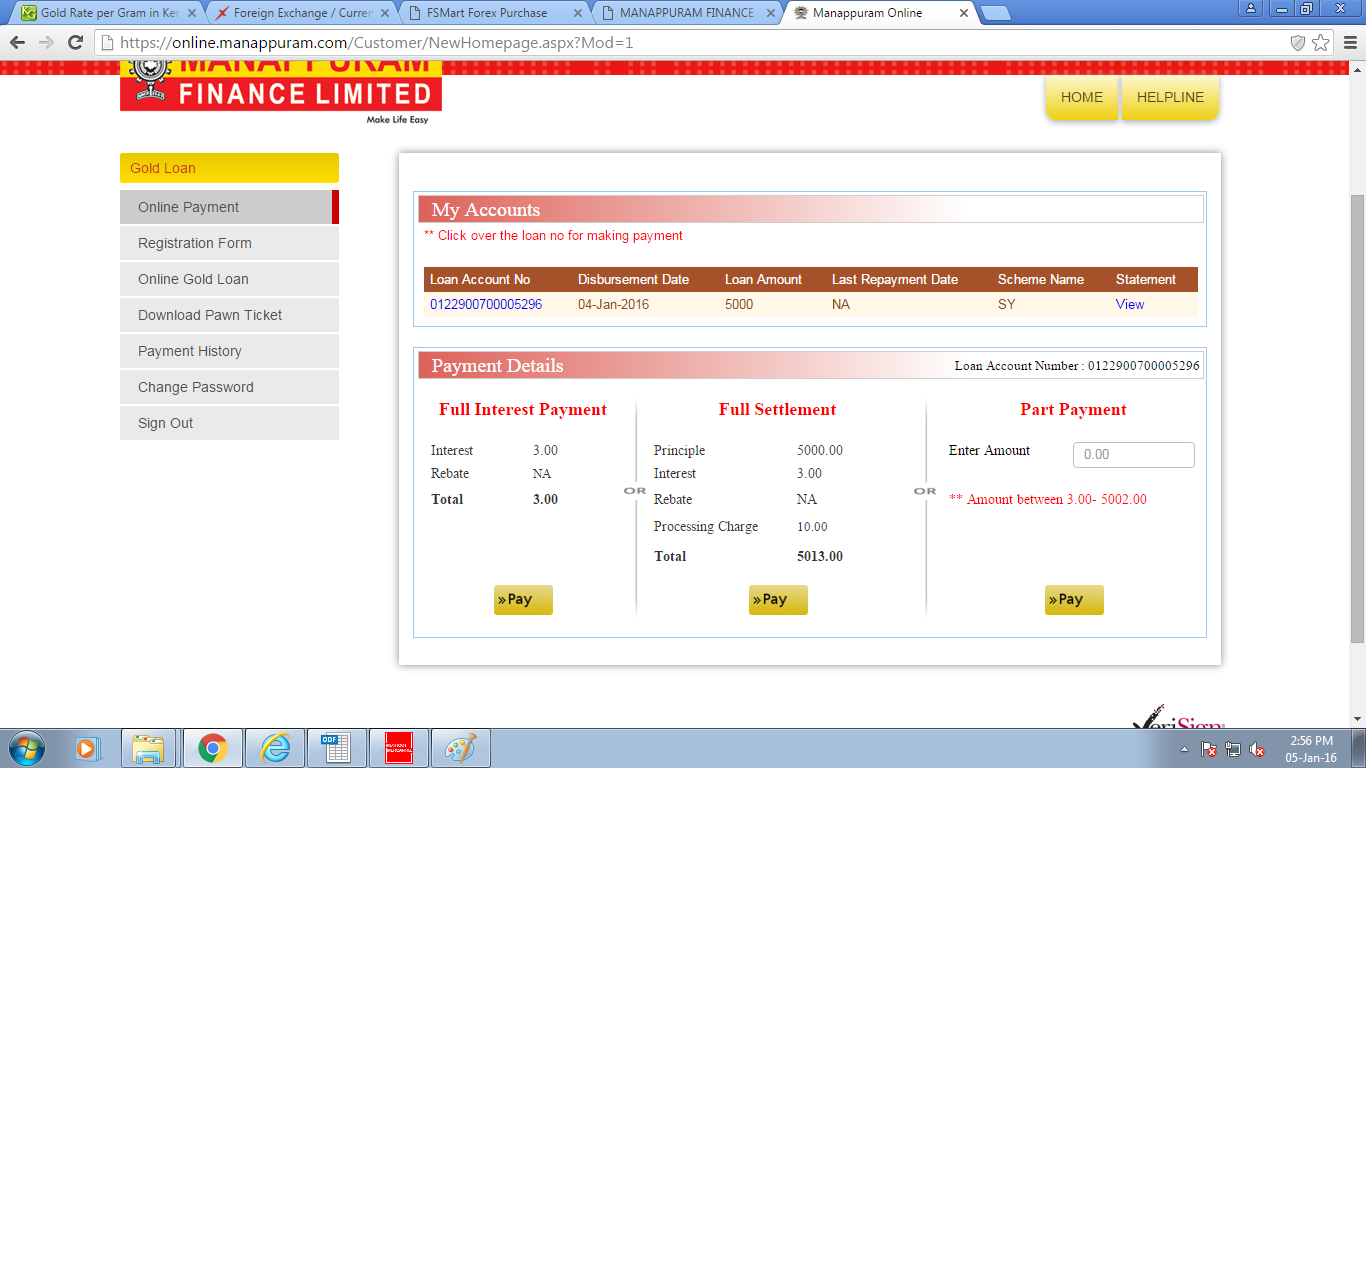 Gold Rate per Gram in Ker
Foreign Exchange / Curren
FSMart Forex Purchase
MANAPPURAM FINANCE
Manappuram Online
https://online.manappuram.com/Customer/NewHomepage.aspx?Mod=1
MANAPPURAM
FINANCE LIMITED
Make Life Easy
HOME HELPLINE
Gold Loan
Online Payment
Registration Form
Online Gold Loan
Download Pawn Ticket
Payment History
Change Password
Sign Out
My Accounts
** Click over the loan no for making payment
Loan Account No Disbursement Date Loan Amount Last Repayment Date Scheme Name Statement
0122900700005296 04-Jan-2016 5000 NA SY View
Payment Details Loan Account Number : 0122900700005296
Full Interest Payment
Interest 3.00
Rebate NA
Total 3.00
»Pay
OR
Full Settlement
Principle 5000.00
Interest 3.00
Rebate NA
Processing Charge 10.00
Total 5013.00
»Pay
OR
Part Payment
Enter Amount 0.00
** Amount between 3.00- 5002.00
»Pay
VeriSign
ODF
2:56 PM
05-Jan-16